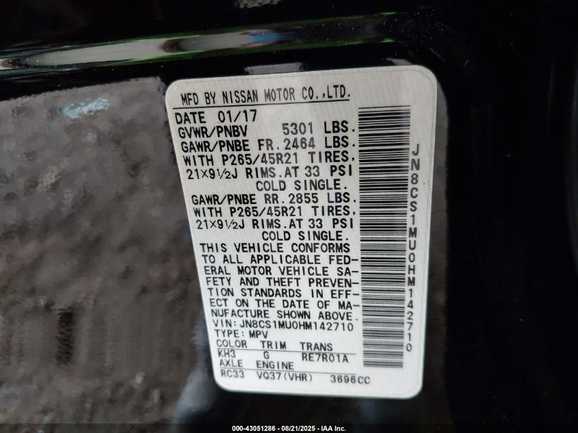 MFD BY NISSAN MOTOR CO.,LTD.
DATE 01/17
GVWR/PNBV 5301 LBS.
GAWR/PNBE FR. 2464 LBS.
WITH P265/45R21 TIRES,
21X9½J RIMS.AT 33 PSI
COLD SINGLE.
GAWR/PNBE RR. 2855 LBS.
WITH P265/45R21 TIRES,
21X9½J RIMS.AT 33 PSI
COLD SINGLE.
THIS VEHICLE CONFORMS
TO ALL APPLICABLE FED-
ERAL MOTOR VEHICLE SA-
FETY AND THEFT PREVEN-
TION STANDARDS IN EFF-
ECT ON THE DATE OF MA-
NUFACTURE SHOWN ABOVE.
VIN: JN8CS1MU0HM142710
TYPE: MPV
COLOR TRIM TRANS
KH3 G RE7R01A
AXLE ENGINE
RC33 VQ37(VHR) 3696CC
JN8CS1MU0HM142710
000-43051286 - 08/21/2025 - IAA Inc.